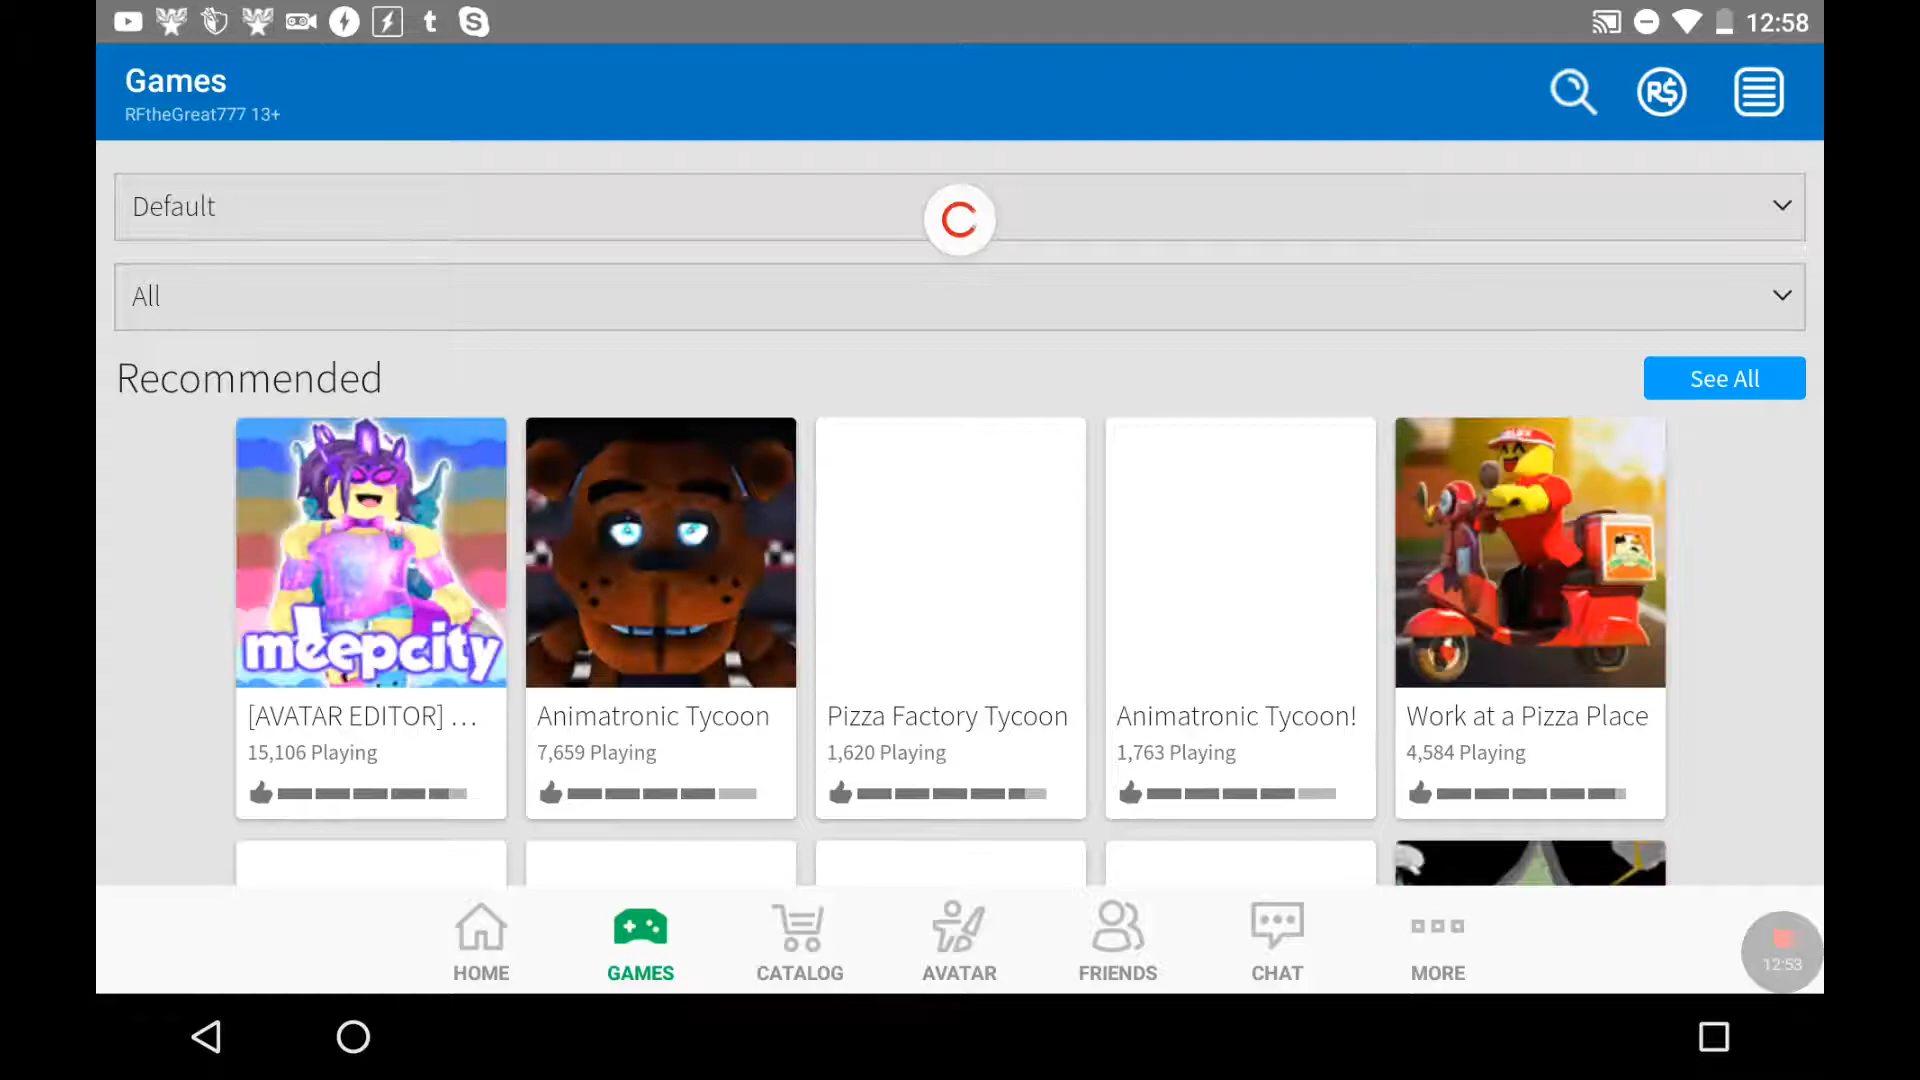 12:58
Games
RFtheGreat777 13+
R$
Default
All
Recommended
See All
meepcity
[AVATAR EDITOR] ...
15,106 Playing
Animatronic Tycoon
7,659 Playing
Pizza Factory Tycoon
1,620 Playing
Animatronic Tycoon!
1,763 Playing
Work at a Pizza Place
4,584 Playing
HOME
GAMES
CATALOG
AVATAR
FRIENDS
CHAT
MORE
12:53